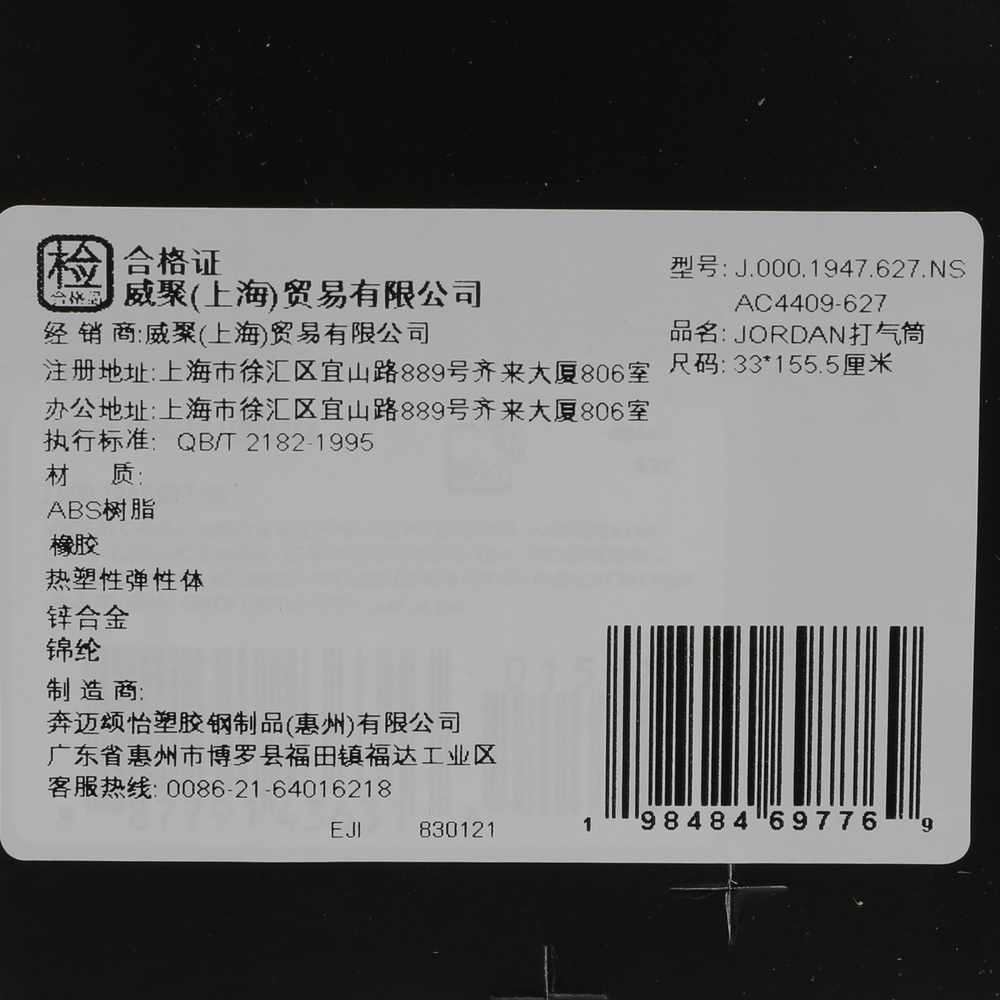 检
合格证
合格证
威聚(上海)贸易有限公司
经 销 商:威聚(上海)贸易有限公司
注册地址:上海市徐汇区宜山路889号齐来大厦806室
办公地址:上海市徐汇区宜山路889号齐来大厦806室
执行标准: QB/T 2182-1995
材 质:
ABS树脂
橡胶
热塑性弹性体
锌合金
锦纶
制 造 商:
奔迈颂怡塑胶钢制品(惠州)有限公司
广东省惠州市博罗县福田镇福达工业区
客服热线: 0086-21-64016218
EJI 830121
型号: J.000.1947.627.NS
AC4409-627
品名: JORDAN打气筒
尺码: 33*155.5厘米
1 98484 69776 9